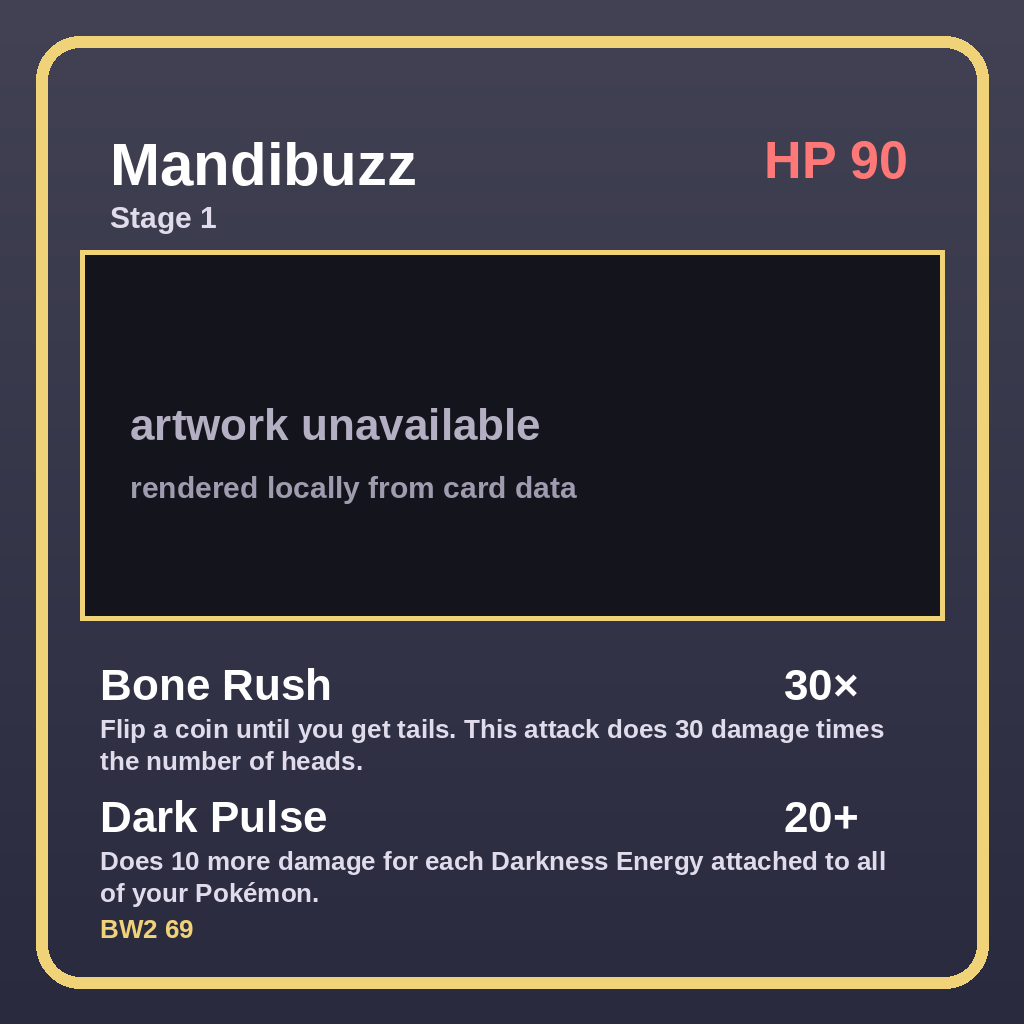 Mandibuzz
HP 90
Stage 1
artwork unavailable
rendered locally from card data
Bone Rush
30×
Flip a coin until you get tails. This attack does 30 damage times
the number of heads.
Dark Pulse
20+
Does 10 more damage for each Darkness Energy attached to all
of your Pokémon.
BW2 69